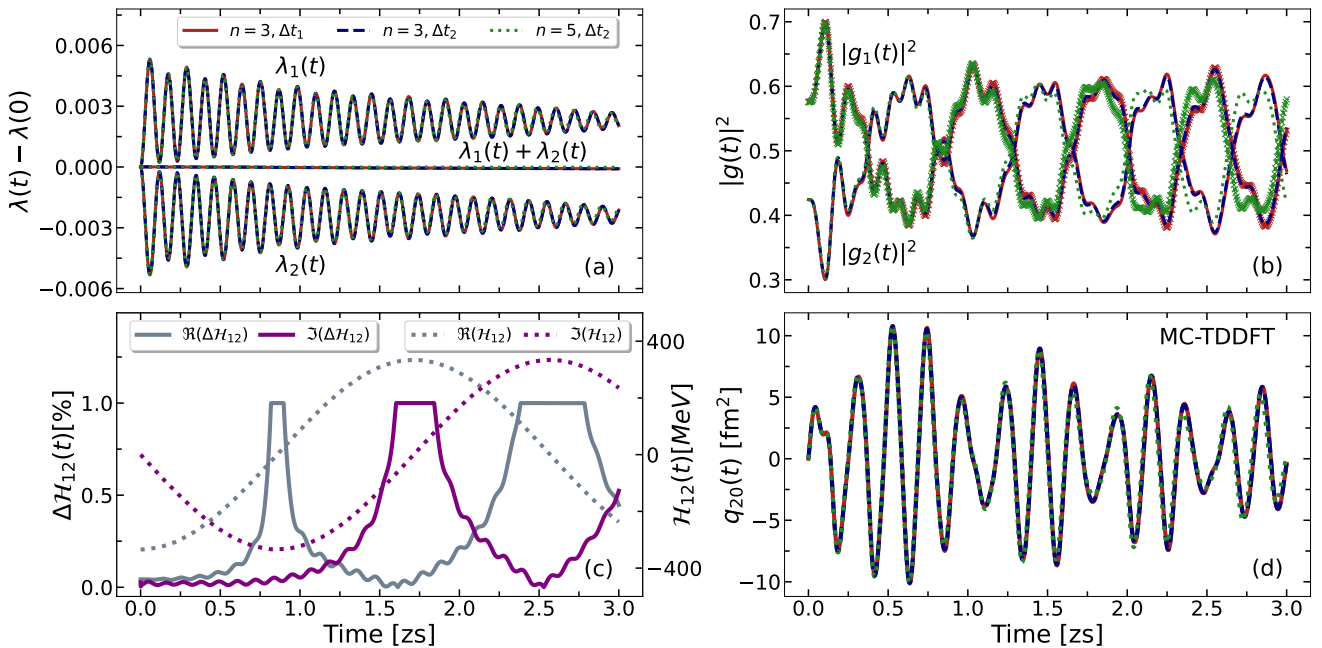 n = 3, Δt₁ n = 3, Δt₂ n = 5, Δt₂
0.006
0.003
0.000
−0.003
−0.006
λ(t) − λ(0)
λ₁(t)
λ₁(t) + λ₂(t)
λ₂(t)
(a)
0.7
0.6
0.5
0.4
0.3
|g(t)|²
|g₁(t)|²
|g₂(t)|²
(b)
ℜ(Δℋ₁₂) ℑ(Δℋ₁₂) ℜ(ℋ₁₂) ℑ(ℋ₁₂)
1.0
0.5
0.0
Δℋ₁₂(t)[%]
400
0
−400
ℋ₁₂(t)[MeV]
(c)
0.0 0.5 1.0 1.5 2.0 2.5 3.0
Time [zs]
MC-TDDFT
10
5
0
−5
−10
q₂₀(t) [fm²]
(d)
0.0 0.5 1.0 1.5 2.0 2.5 3.0
Time [zs]